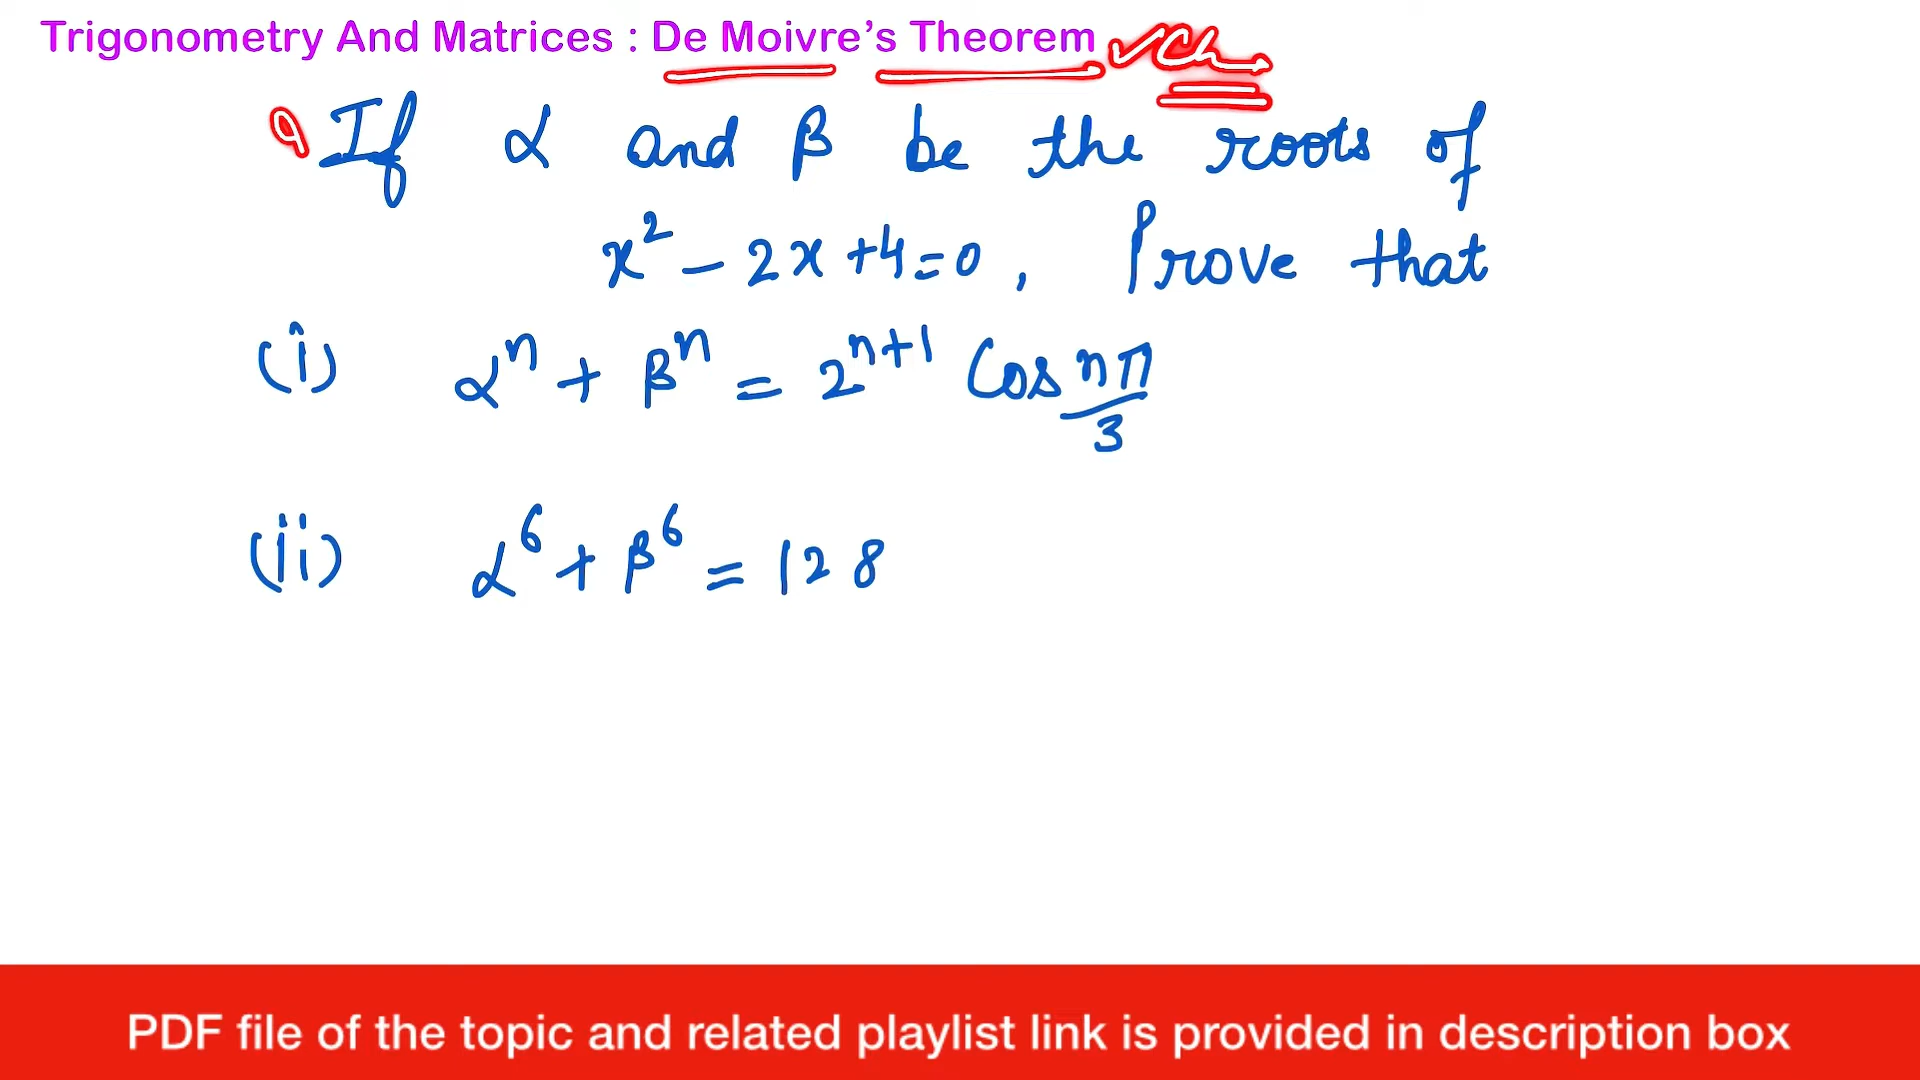 Trigonometry And Matrices : De Moivre’s Theorem ✓Ch→
Q If α and β be the roots of
x² - 2x + 4 = 0 , Prove that
(i) αⁿ + βⁿ = 2ⁿ⁺¹ Cos nπ/3
(ii) α⁶ + β⁶ = 128
PDF file of the topic and related playlist link is provided in description box